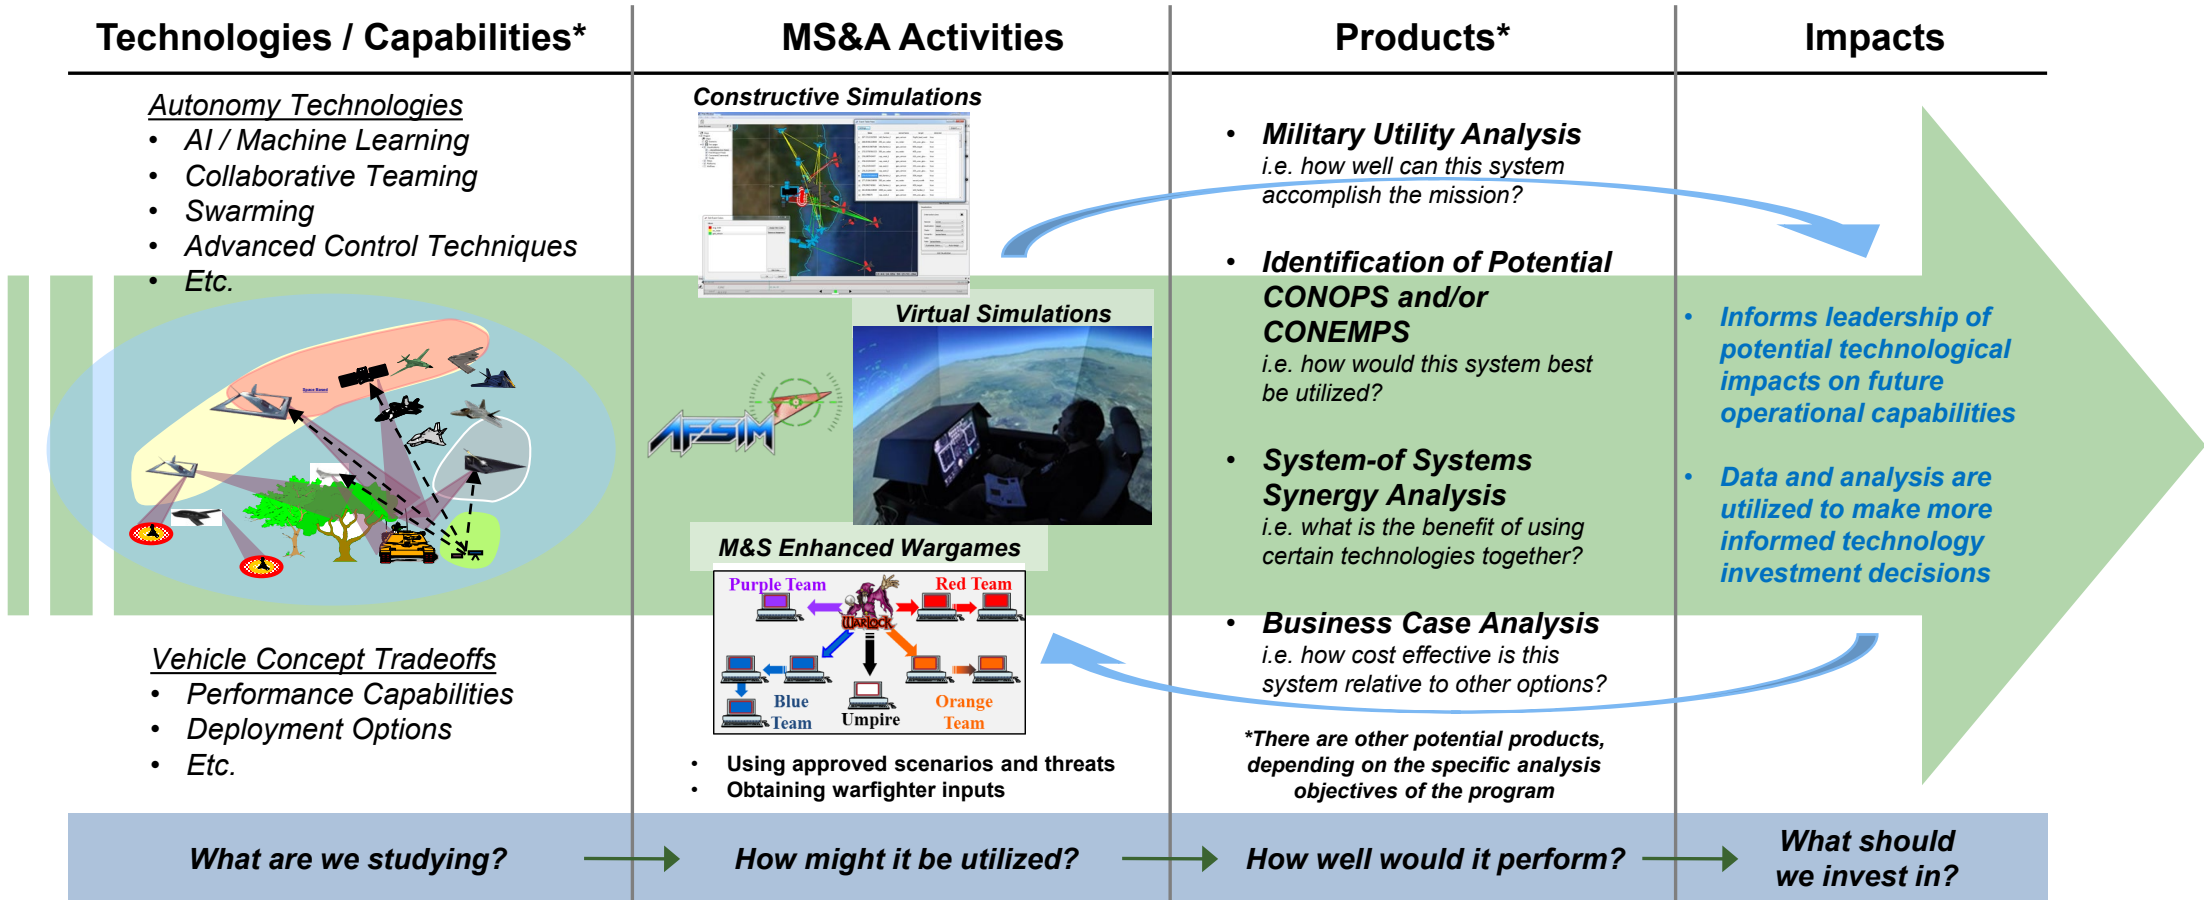 Technologies / Capabilities*
MS&A Activities
Products*
Impacts
Autonomy Technologies
• AI / Machine Learning
• Collaborative Teaming
• Swarming
• Advanced Control Techniques
• Etc.
Space Based
Vehicle Concept Tradeoffs
• Performance Capabilities
• Deployment Options
• Etc.
Constructive Simulations
Virtual Simulations
AFSIM
M&S Enhanced Wargames
Purple Team
Red Team
WARLOCK
Blue
Team
Umpire
Orange
Team
• Using approved scenarios and threats
• Obtaining warfighter inputs
• Military Utility Analysis
i.e. how well can this system
accomplish the mission?
• Identification of Potential
CONOPS and/or
CONEMPS
i.e. how would this system best
be utilized?
• System-of Systems
Synergy Analysis
i.e. what is the benefit of using
certain technologies together?
• Business Case Analysis
i.e. how cost effective is this
system relative to other options?
*There are other potential products,
depending on the specific analysis
objectives of the program
• Informs leadership of
potential technological
impacts on future
operational capabilities
• Data and analysis are
utilized to make more
informed technology
investment decisions
What are we studying?
How might it be utilized?
How well would it perform?
What should
we invest in?